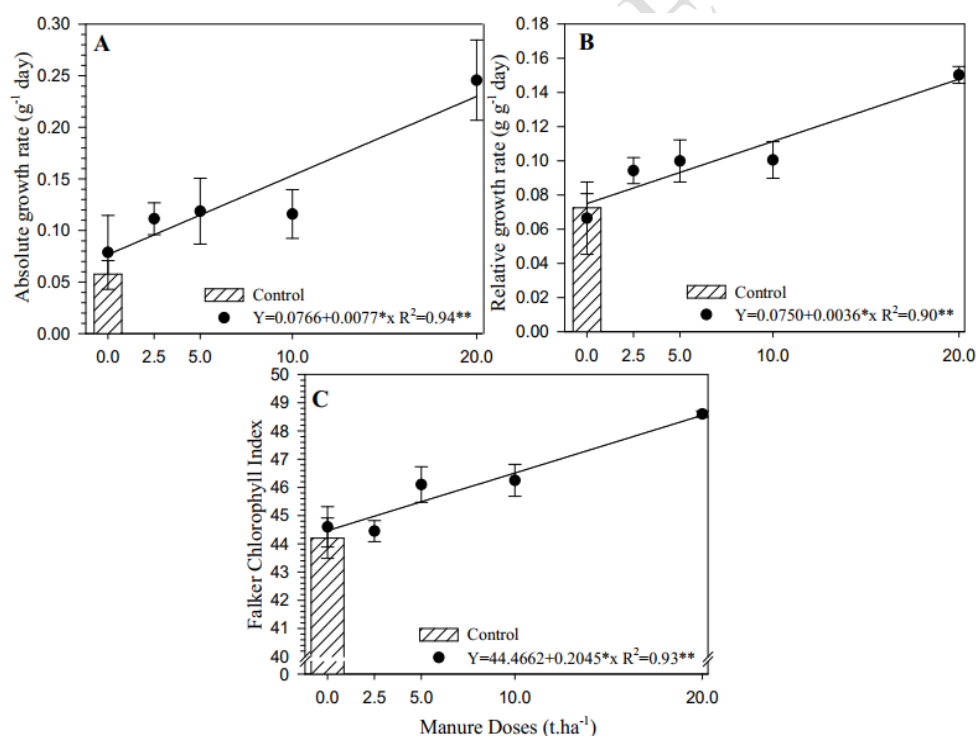 A
Absolute growth rate (g⁻¹ day)
0.30
0.25
0.20
0.15
0.10
0.05
0.00
Control
Y=0.0766+0.0077*x R²=0.94**
0.0 2.5 5.0 10.0 20.0
B
Relative growth rate (g g⁻¹ day)
0.18
0.16
0.14
0.12
0.10
0.08
0.06
0.04
0.02
0.00
Control
Y=0.0750+0.0036*x R²=0.90**
0.0 2.5 5.0 10.0 20.0
C
Falker Chlorophyll Index
50
49
48
47
46
45
44
43
42
41
40
0
Control
Y=44.4662+0.2045*x R²=0.93**
0.0 2.5 5.0 10.0 20.0
Manure Doses (t.ha⁻¹)